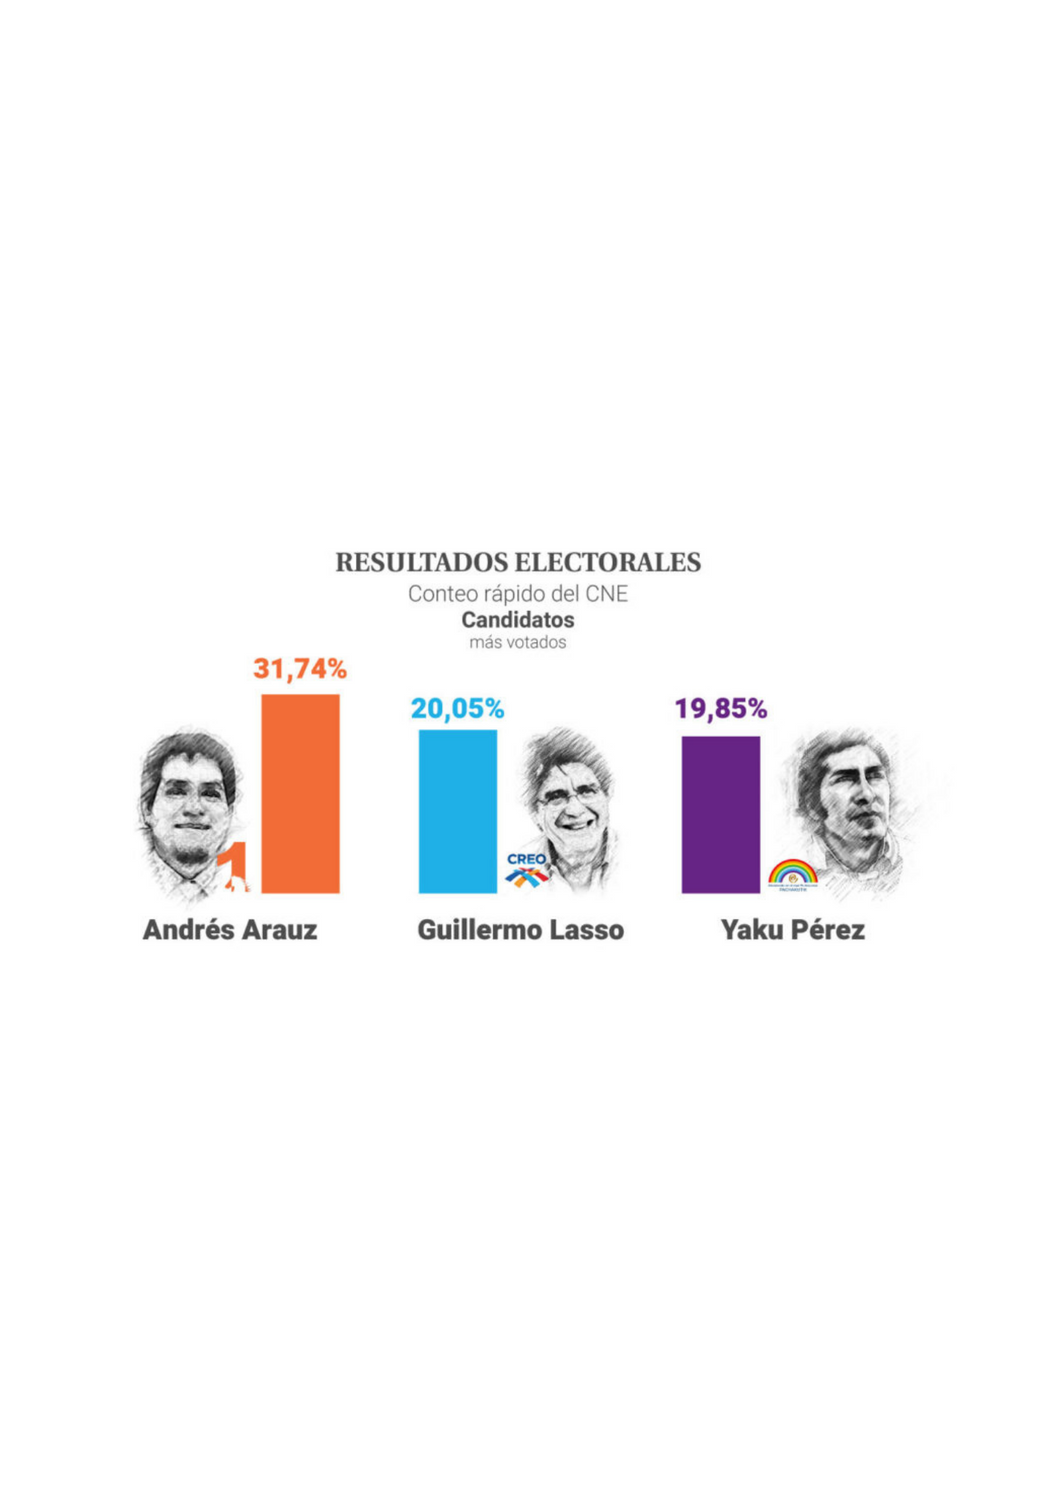 RESULTADOS ELECTORALES
Conteo rápido del CNE
Candidatos
más votados
31,74%
20,05%
19,85%
1
CREO
Andrés Arauz
Guillermo Lasso
Yaku Pérez